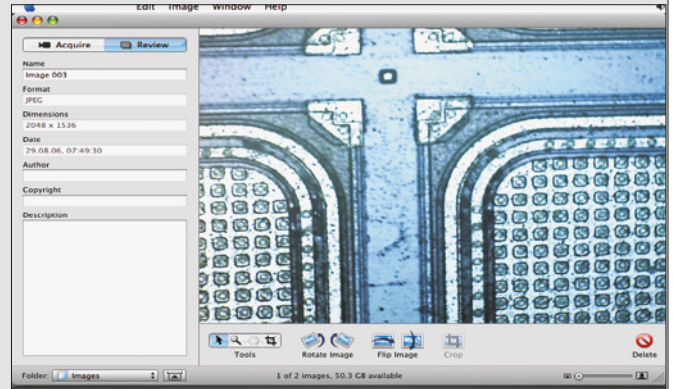 Edit Image Window Help
Acquire Review
Name
Image 003
Format
JPEG
Dimensions
2048 x 1536
Date
29.08.06, 07:49:30
Author
Copyright
Description
Tools Rotate Image Flip Image Crop Delete
Folder: Images 1 of 2 images, 50.3 GB available